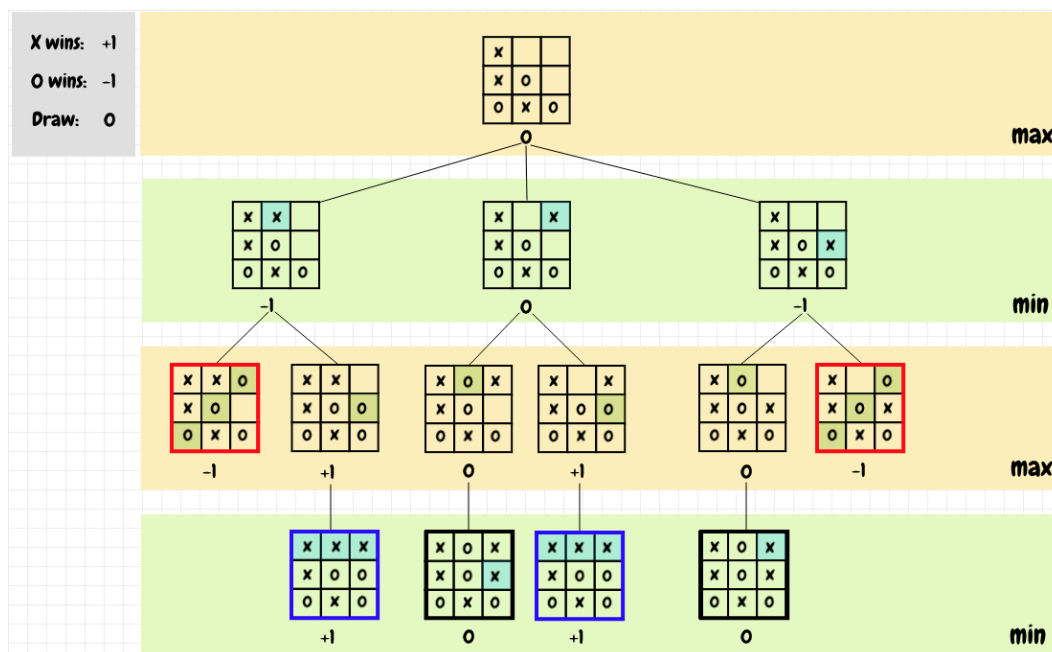 X wins: +1
O wins: -1
Draw: 0
X
X O
O X O
0
max
X X
X O
O X O
-1
X X
X O
O X O
0
X
X O X
O X O
-1
min
X X O
X O
O X O
-1
X X
X O O
O X O
+1
X O X
X O
O X O
0
X X
X O O
O X O
+1
X O
X O X
O X O
0
X O
X O X
O X O
-1
max
X X X
X O O
O X O
+1
X O X
X O X
O X O
0
X X X
X O O
O X O
+1
X O X
X O X
O X O
0
min